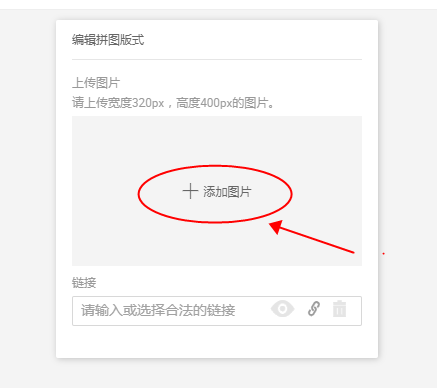 编辑拼图版式
上传图片
请上传宽度320px，高度400px的图片。
添加图片
链接
请输入或选择合法的链接